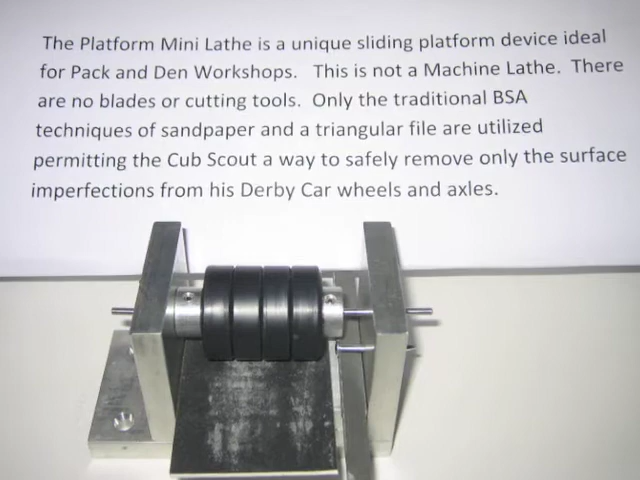 The Platform Mini Lathe is a unique sliding platform device ideal
for Pack and Den Workshops. This is not a Machine Lathe. There
are no blades or cutting tools. Only the traditional BSA
techniques of sandpaper and a triangular file are utilized
permitting the Cub Scout a way to safely remove only the surface
imperfections from his Derby Car wheels and axles.